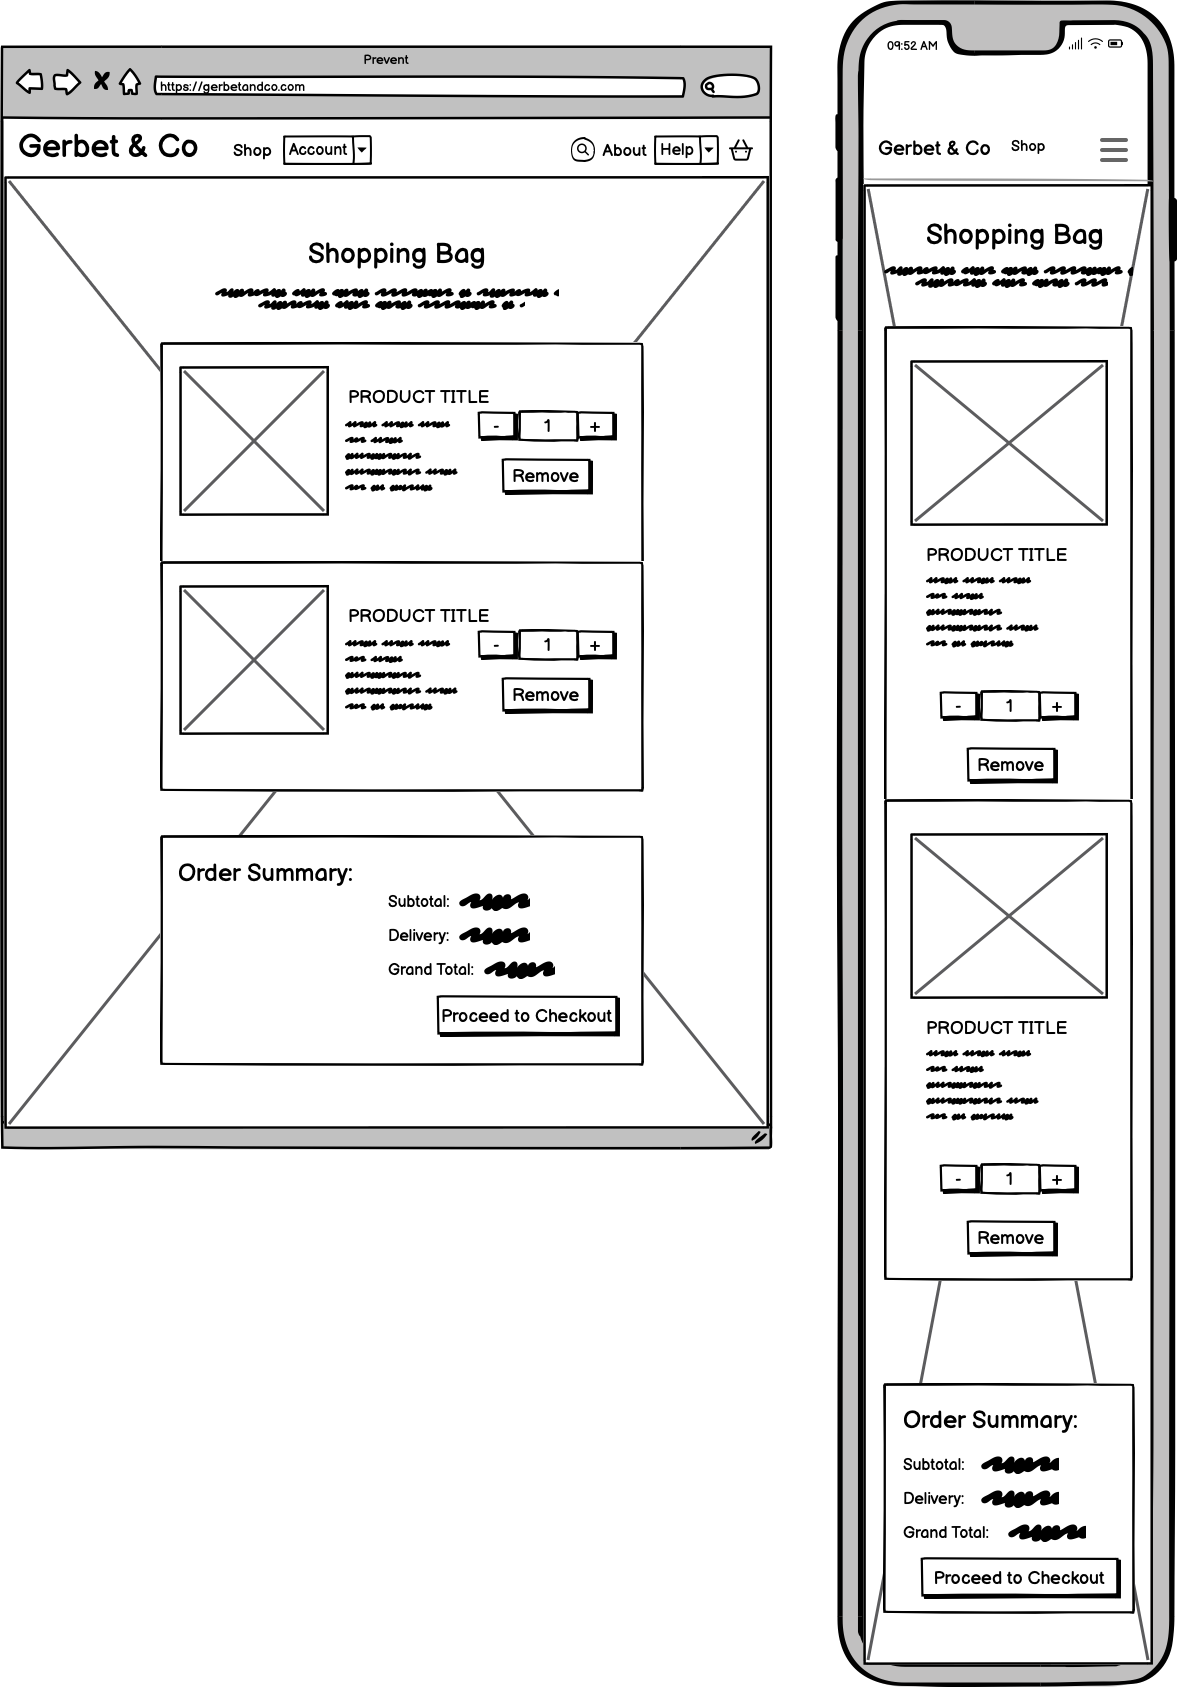 Prevent
https://gerbetandco.com
Gerbet & Co Shop Account About Help
Shopping Bag
PRODUCT TITLE
- 1 +
Remove
PRODUCT TITLE
- 1 +
Remove
Order Summary:
Subtotal:
Delivery:
Grand Total:
Proceed to Checkout
09:52 AM
Gerbet & Co Shop
Shopping Bag
PRODUCT TITLE
- 1 +
Remove
PRODUCT TITLE
- 1 +
Remove
Order Summary:
Subtotal:
Delivery:
Grand Total:
Proceed to Checkout